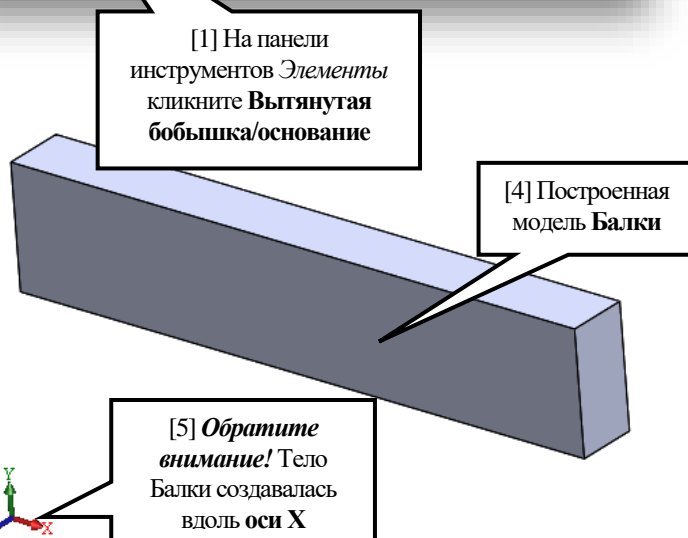 [1] На панели
инструментов Элементы
кликните Вытянутая
бобышка/основание
[4] Построенная
модель Балки
[5] Обратите
внимание! Тело
Балки создавалась
вдоль оси X
Y
X